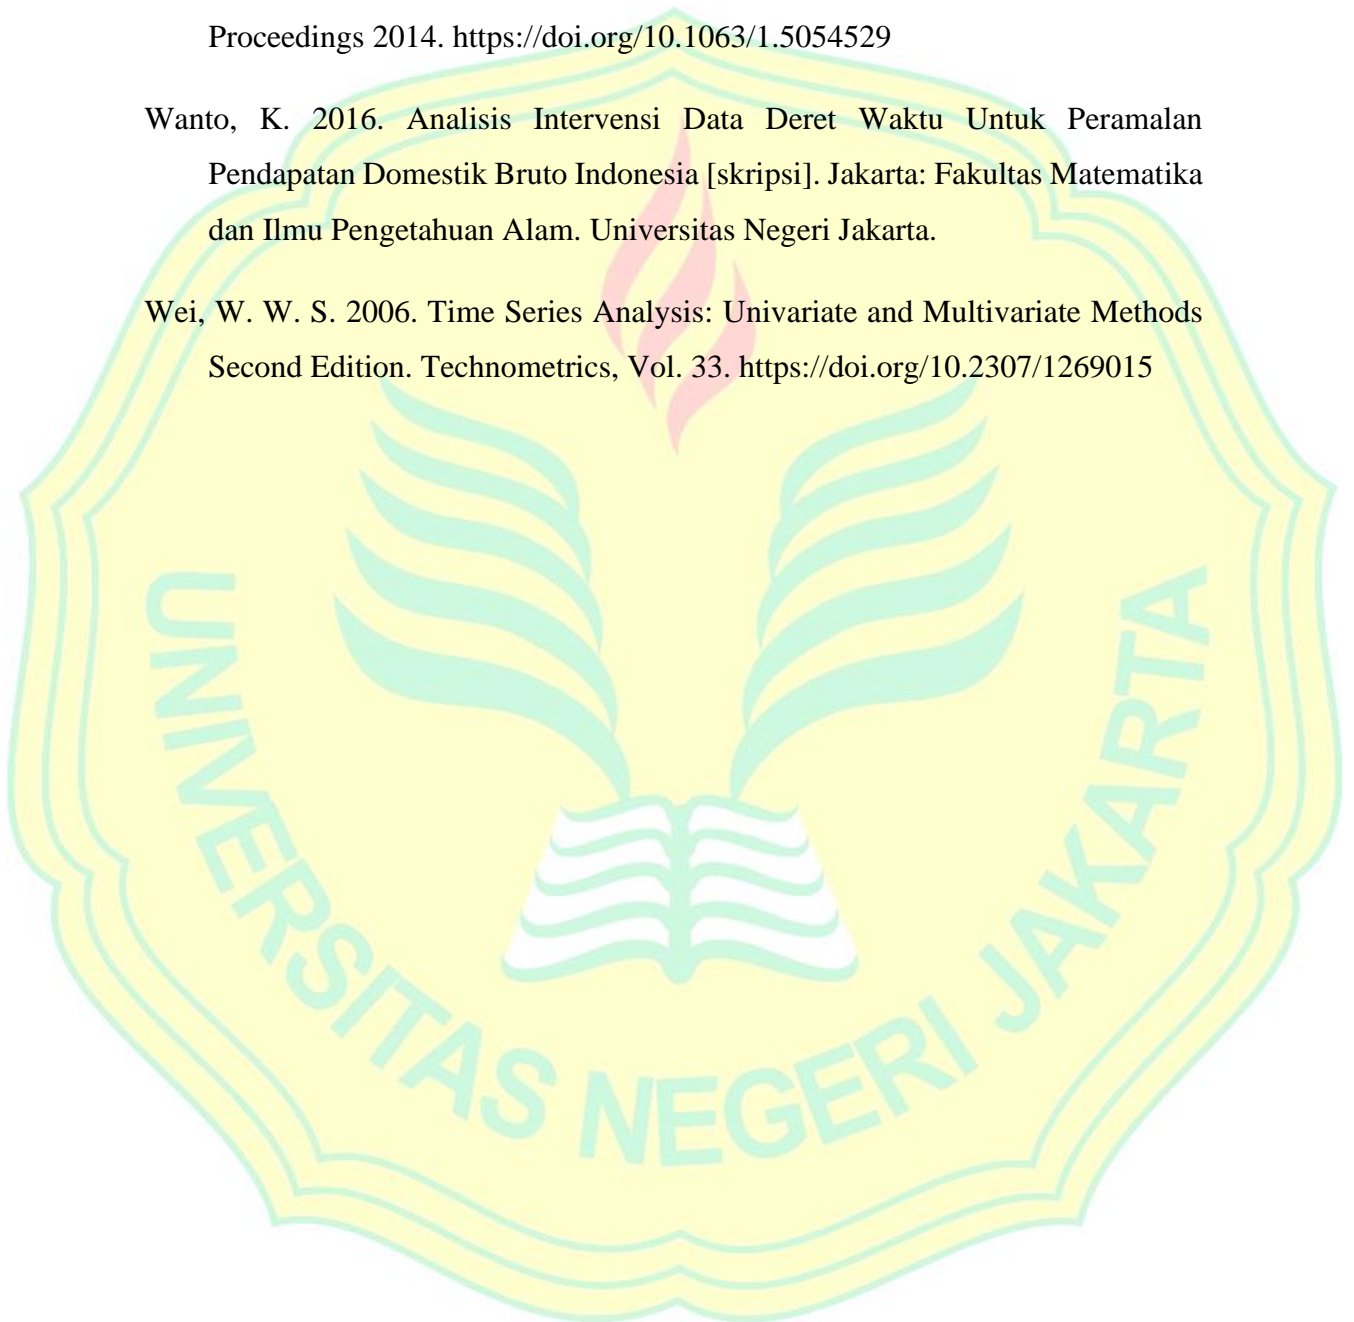 Proceedings 2014. https://doi.org/10.1063/1.5054529
Wanto, K. 2016. Analisis Intervensi Data Deret Waktu Untuk Peramalan
Pendapatan Domestik Bruto Indonesia [skripsi]. Jakarta: Fakultas Matematika
dan Ilmu Pengetahuan Alam. Universitas Negeri Jakarta.
Wei, W. W. S. 2006. Time Series Analysis: Univariate and Multivariate Methods
Second Edition. Technometrics, Vol. 33. https://doi.org/10.2307/1269015
UNIVERSITAS NEGERI JAKARTA